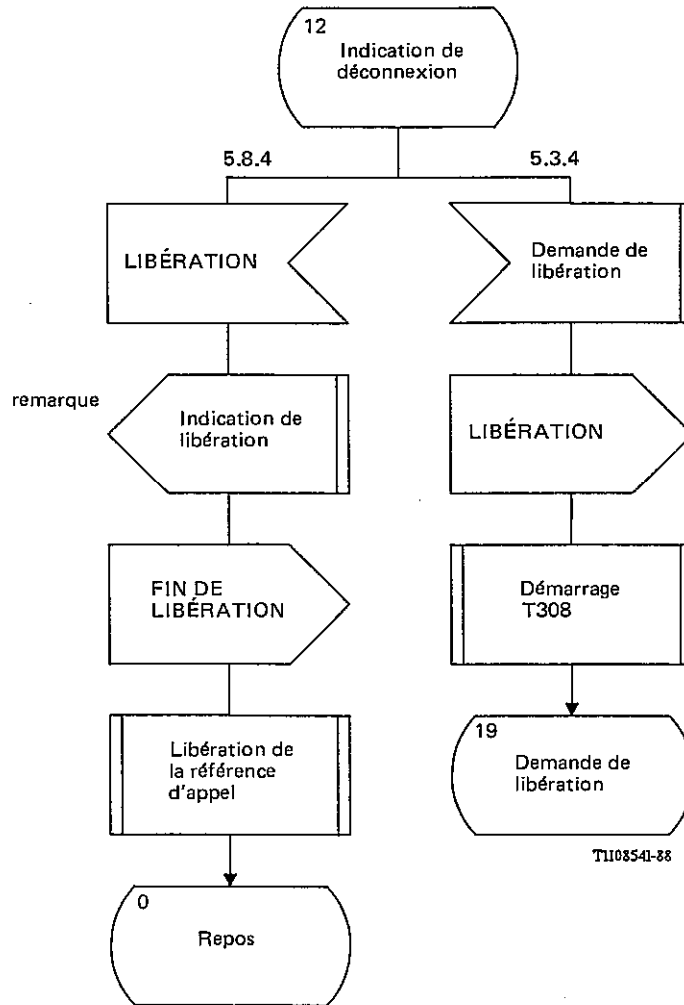 12
Indication de
déconnexion
5.8.4
5.3.4
LIBÉRATION
Demande de
libération
remarque
Indication de
libération
LIBÉRATION
FIN DE
LIBÉRATION
Démarrage
T308
Libération de
la référence
d'appel
19
Demande de
libération
T1108541-88
0
Repos